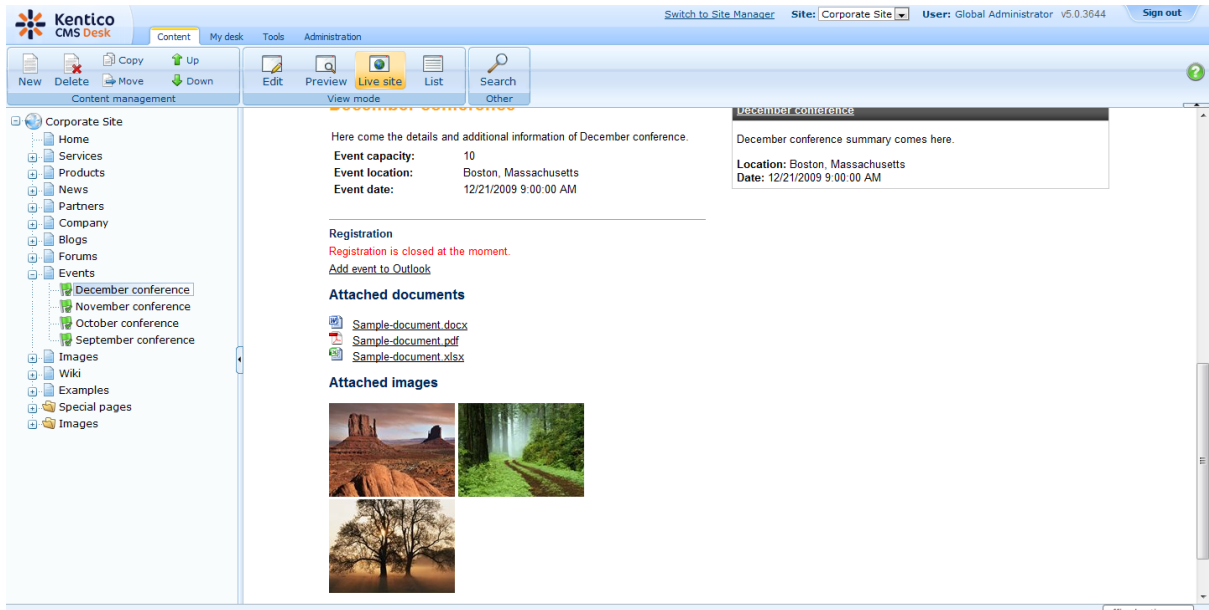 Kentico
CMS Desk
Switch to Site Manager Site: Corporate Site User: Global Administrator v5.0.3644 Sign out
Content My desk Tools Administration
New Delete Copy Move Up Down
Content management
Edit Preview Live site List
View mode
Search
Other
Corporate Site
Home
Services
Products
News
Partners
Company
Blogs
Forums
Events
December conference
November conference
October conference
September conference
Images
Wiki
Examples
Special pages
Images
December conference
Here come the details and additional information of December conference.
Event capacity: 10
Event location: Boston, Massachusetts
Event date: 12/21/2009 9:00:00 AM
Registration
Registration is closed at the moment.
Add event to Outlook
Attached documents
Sample-document.docx
Sample-document.pdf
Sample-document.xlsx
Attached images
December conference
December conference summary comes here.
Location: Boston, Massachusetts
Date: 12/21/2009 9:00:00 AM